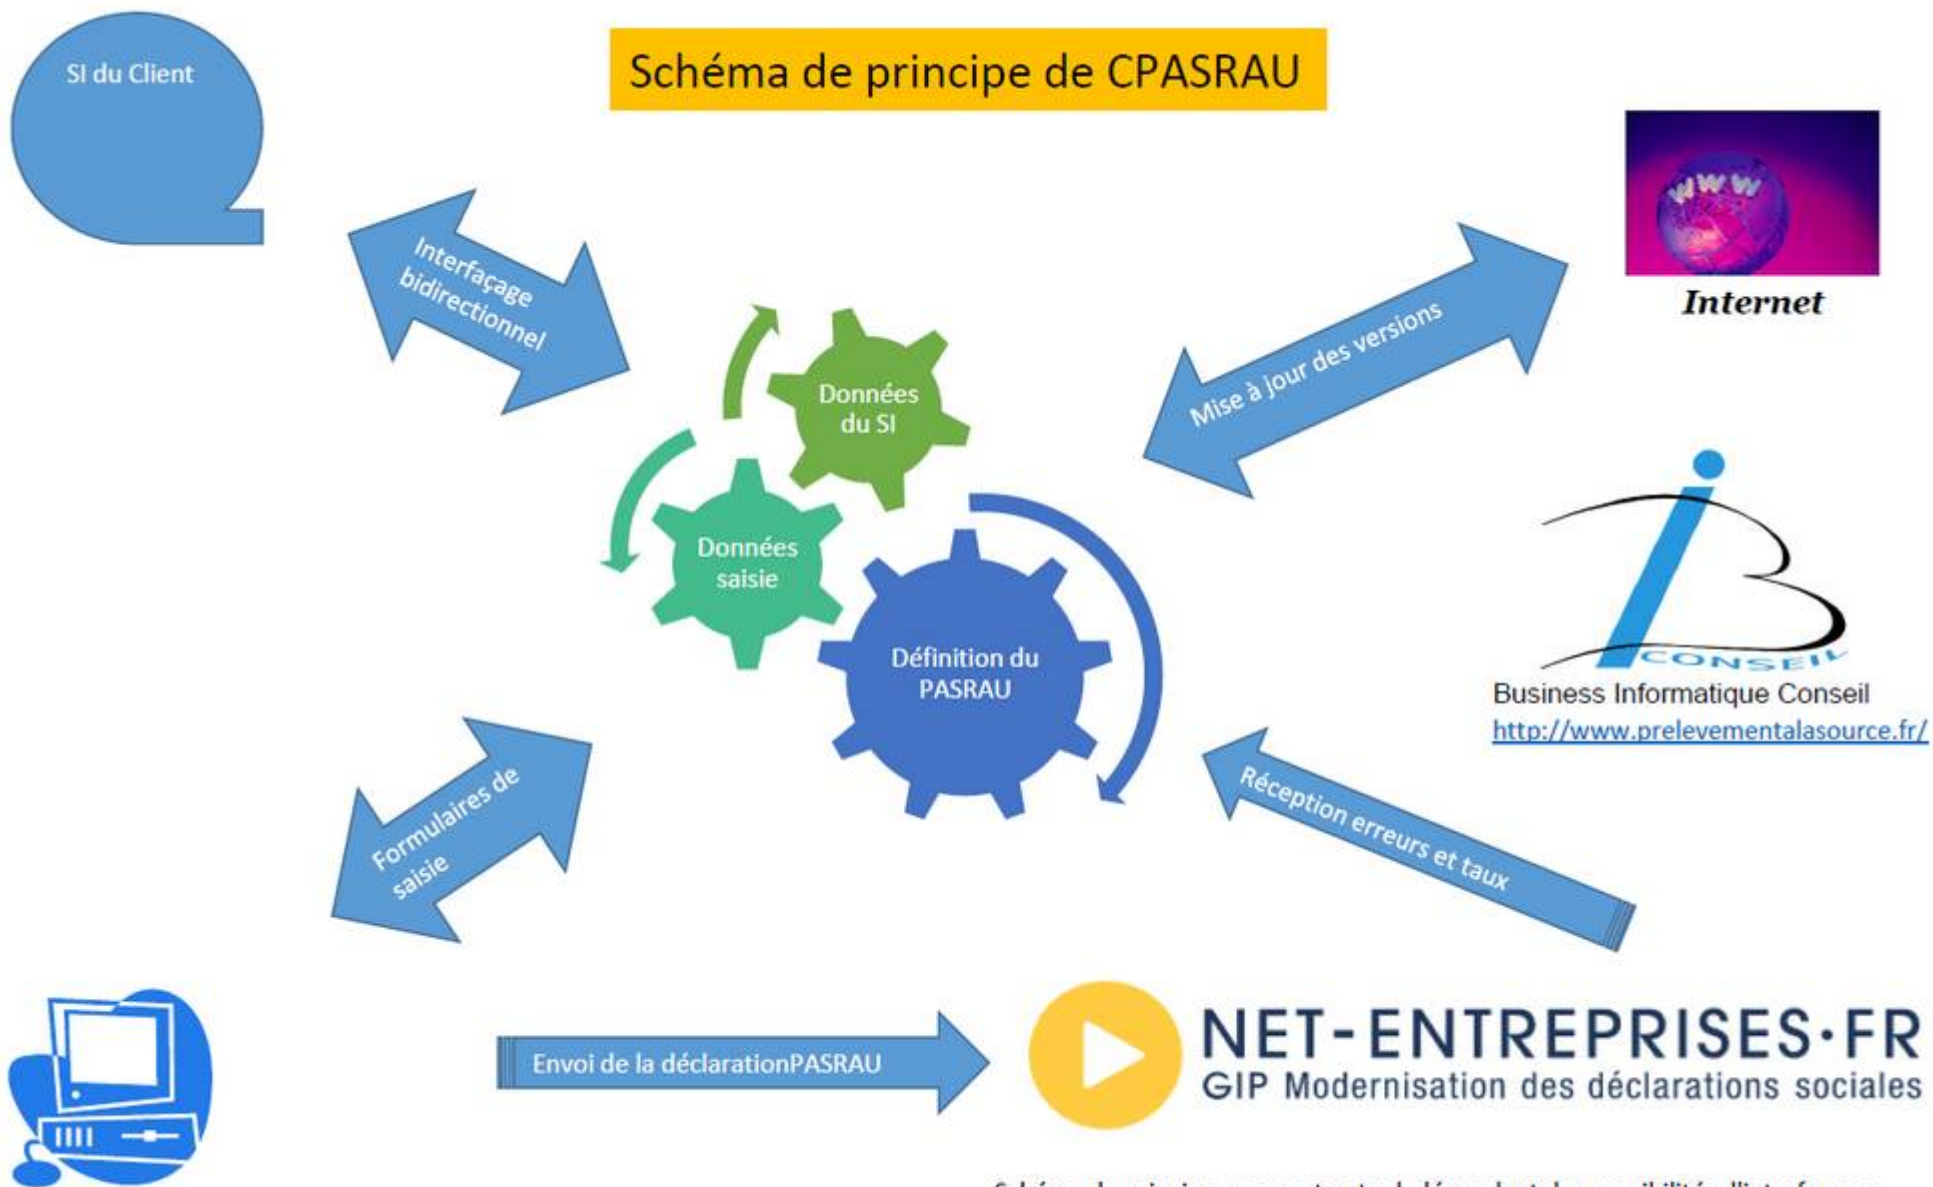 SI du Client
Schéma de principe de CPASRAU
www
Internet
Interfaçage
bidirectionnel
Mise à jour des versions
Données
du SI
Données
saisie
Définition du
PASRAU
CONSEIL
Business Informatique Conseil
http://www.prelevementalasource.fr/
Formulaires de
saisie
Réception erreurs et taux
Envoi de la déclarationPASRAU
NET-ENTREPRISES·FR
GIP Modernisation des déclarations sociales